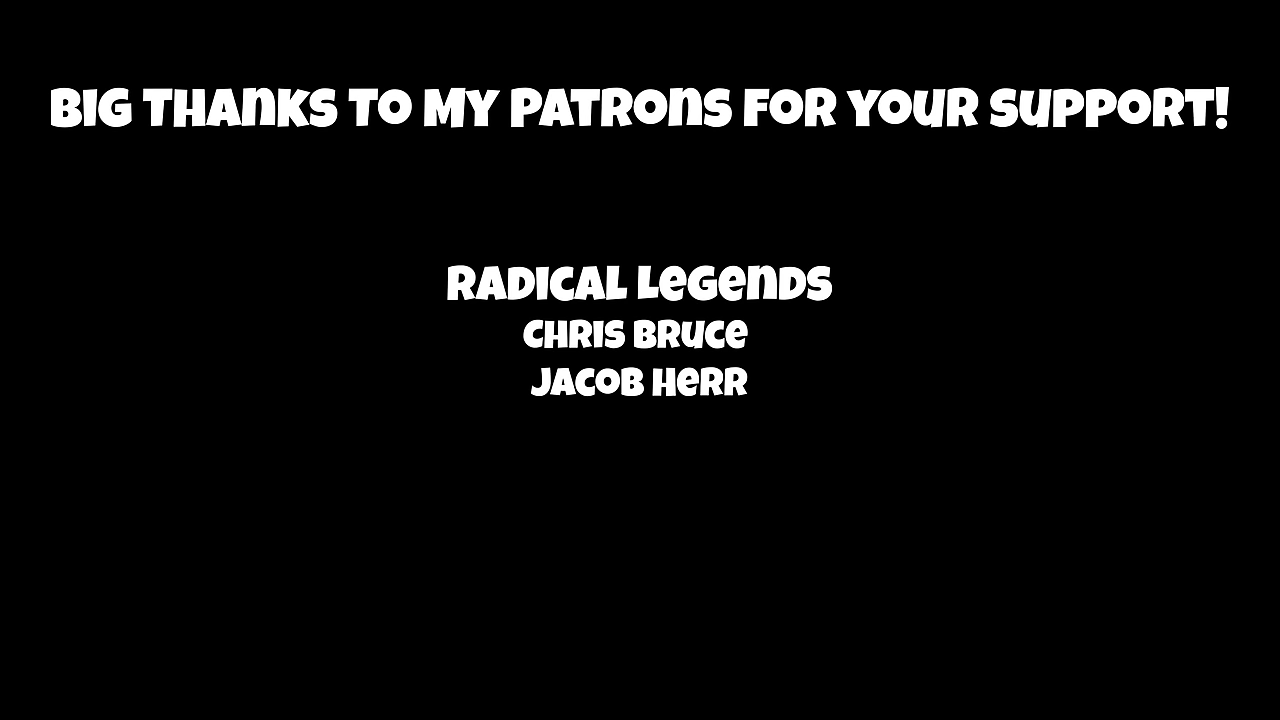 BIG THANKS TO MY PATRONS FOR YOUR SUPPORT!
RADICAL LEGENDS
CHRIS BRUCE
JACOB HERR